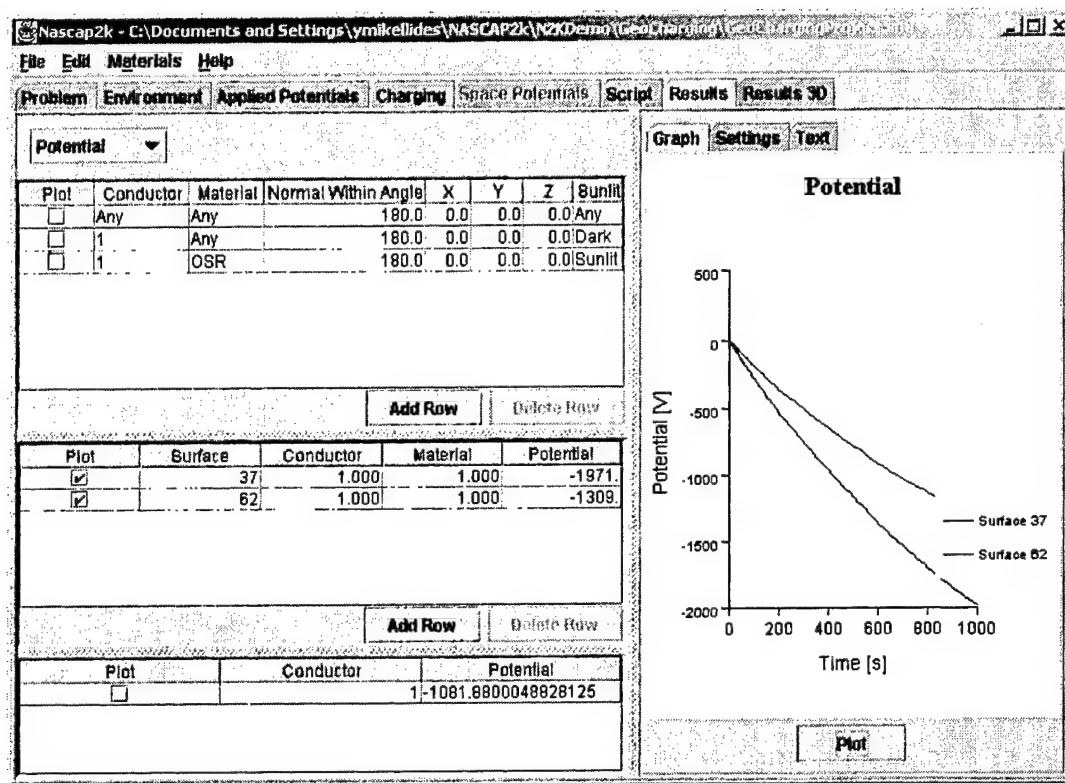 Nascap2k - C:\Documents and Settings\ymikellides\NASCAP2k\N2KDemo\GeoCharging\
File Edit Materials Help
Problem Environment Applied Potentials Charging Space Potentials Script Results Results 3D
Potential
Plot Conductor Material Normal Within Angle X Y Z Sunlit
Any Any 180.0 0.0 0.0 0.0 Any
1 Any 180.0 0.0 0.0 0.0 Dark
1 OSR 180.0 0.0 0.0 0.0 Sunlit
Add Row Delete Row
Plot Surface Conductor Material Potential
37 1.000 1.000 -1971.
62 1.000 1.000 -1309.
Add Row Delete Row
Plot Conductor Potential
1 -1081.8800048828125
Graph Settings Text
Potential
500
0
-500
-1000
-1500
-2000
Potential [V]
0 200 400 600 800 1000
Time [s]
Surface 37
Surface 62
Plot